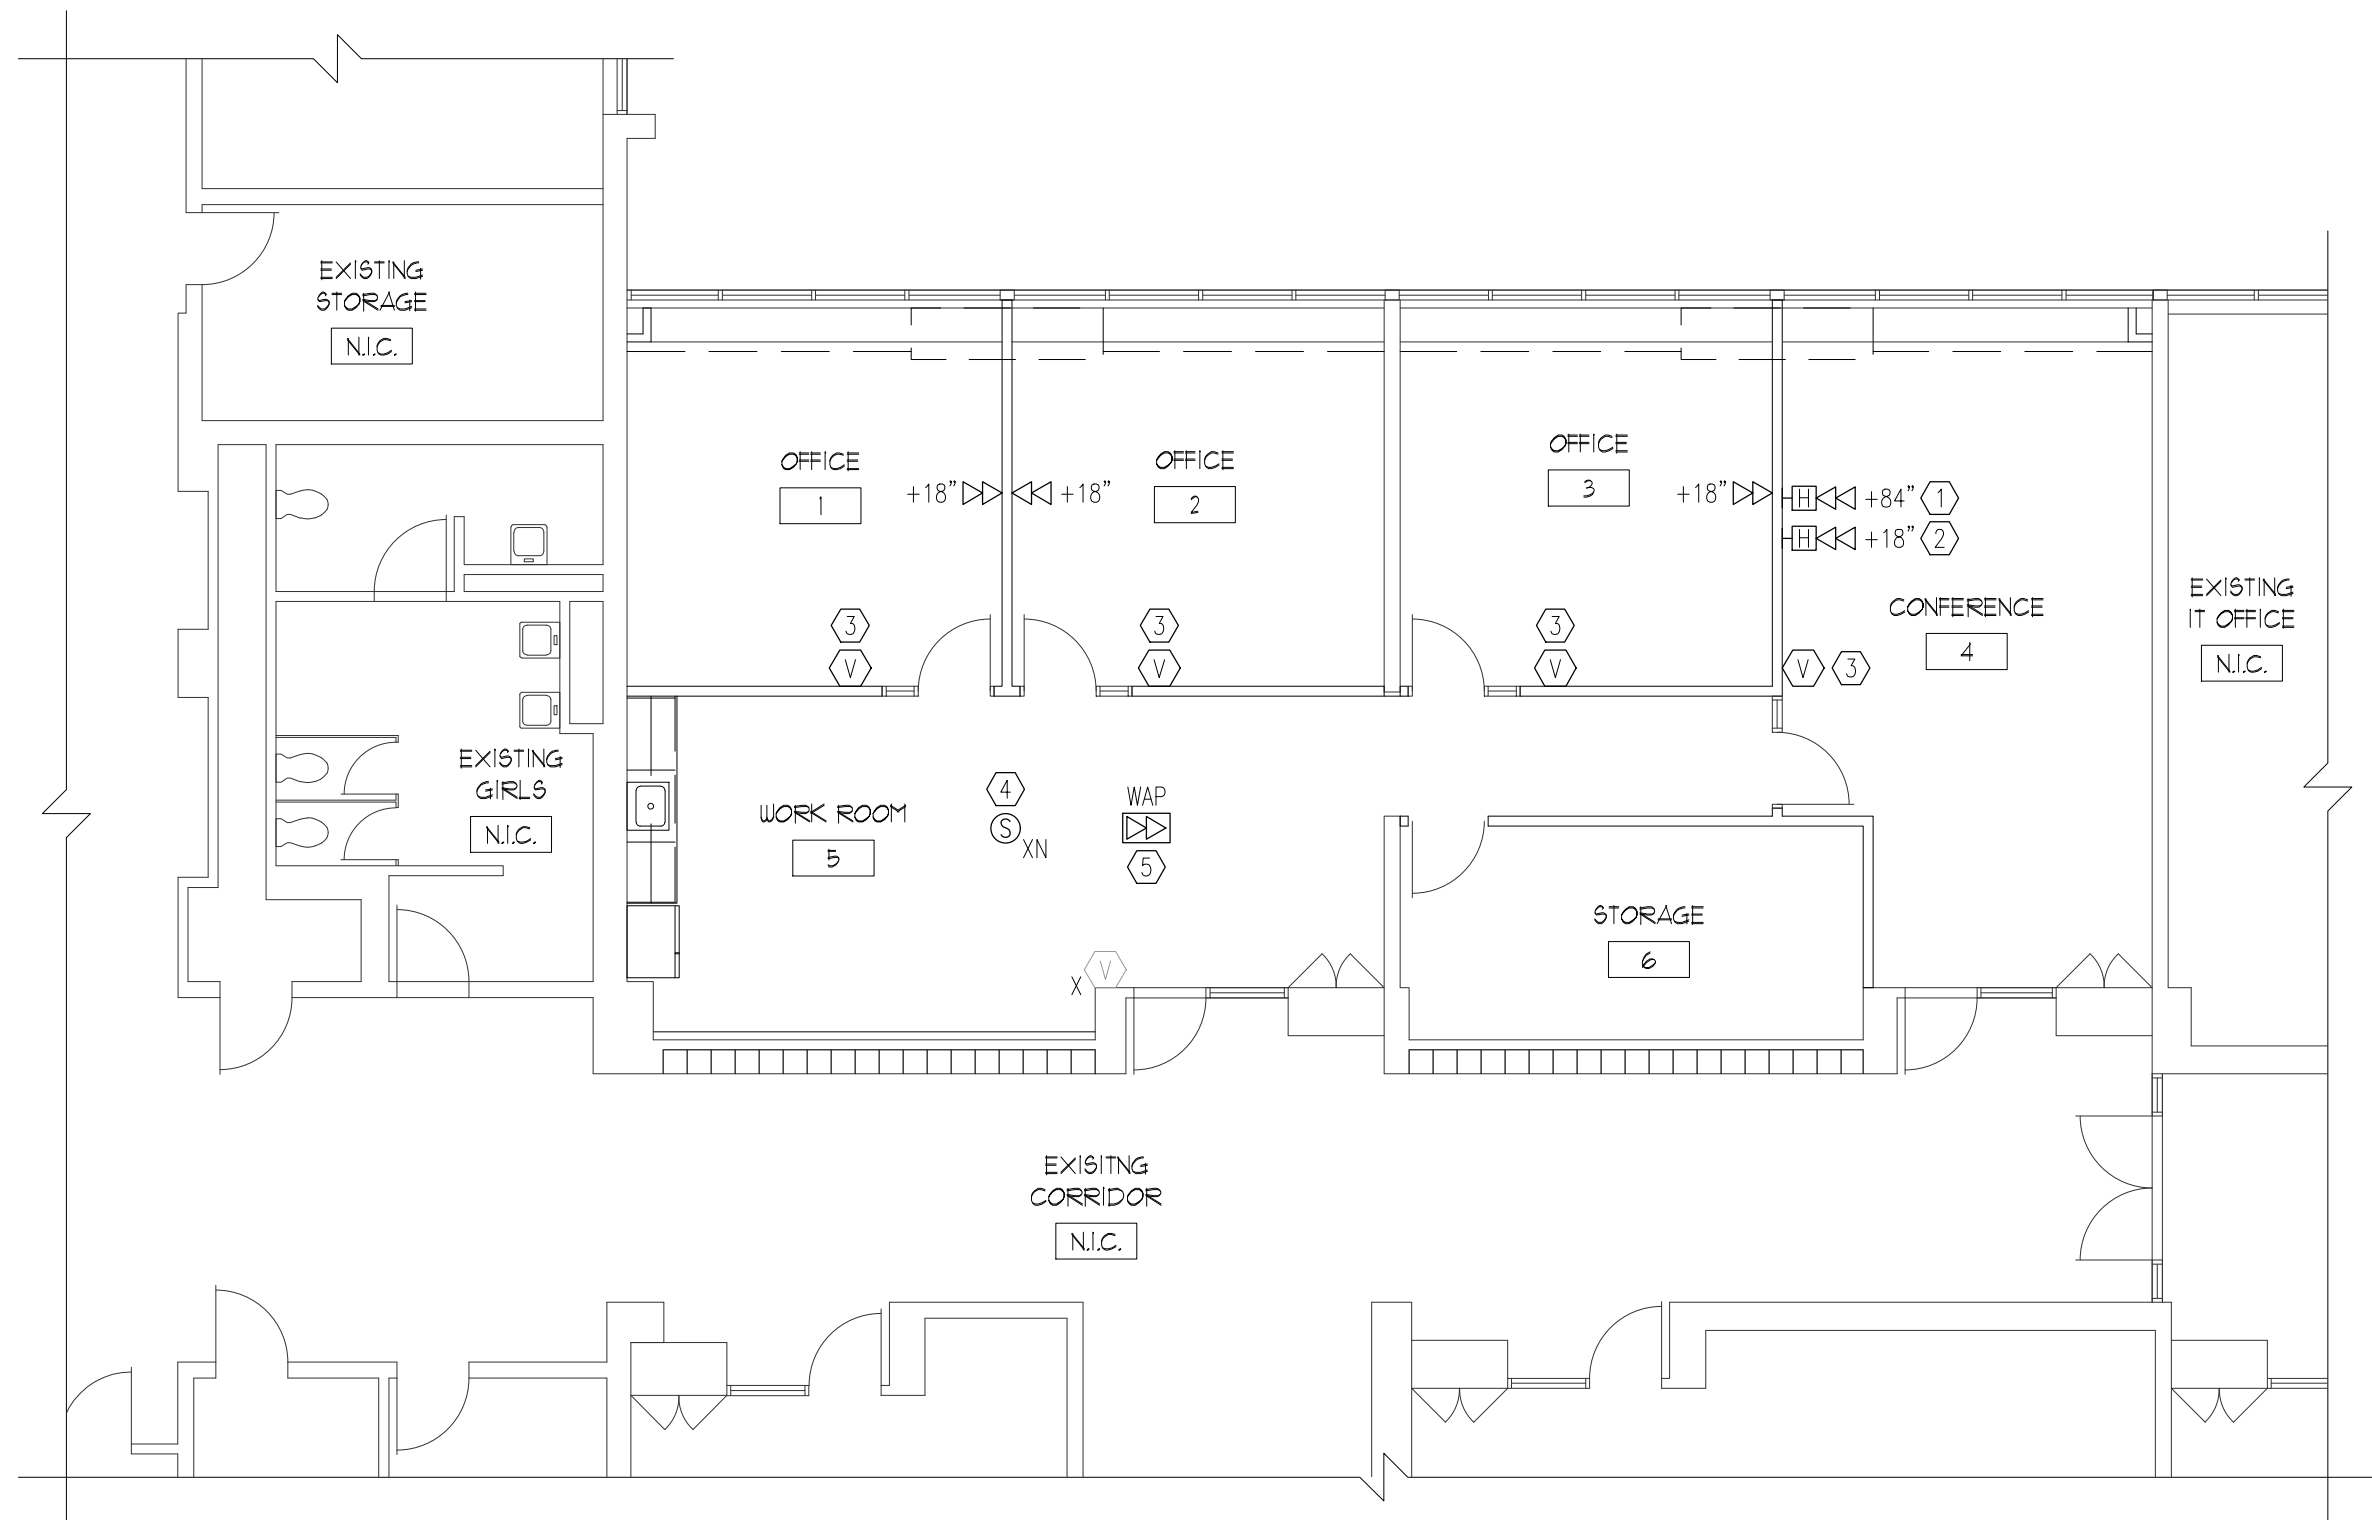 EXISTING
STORAGE
N.I.C.
OFFICE
1
OFFICE
2
OFFICE
3
+18"
+18"
+18"
H +84" 1
H +18" 2
EXISTING
IT OFFICE
N.I.C.
CONFERENCE
4
3
V
3
V
3
V
V 3
EXISTING
GIRLS
N.I.C.
WORK ROOM
5
4
S
XN
WAP
5
STORAGE
6
V
X
EXISITNG
CORRIDOR
N.I.C.